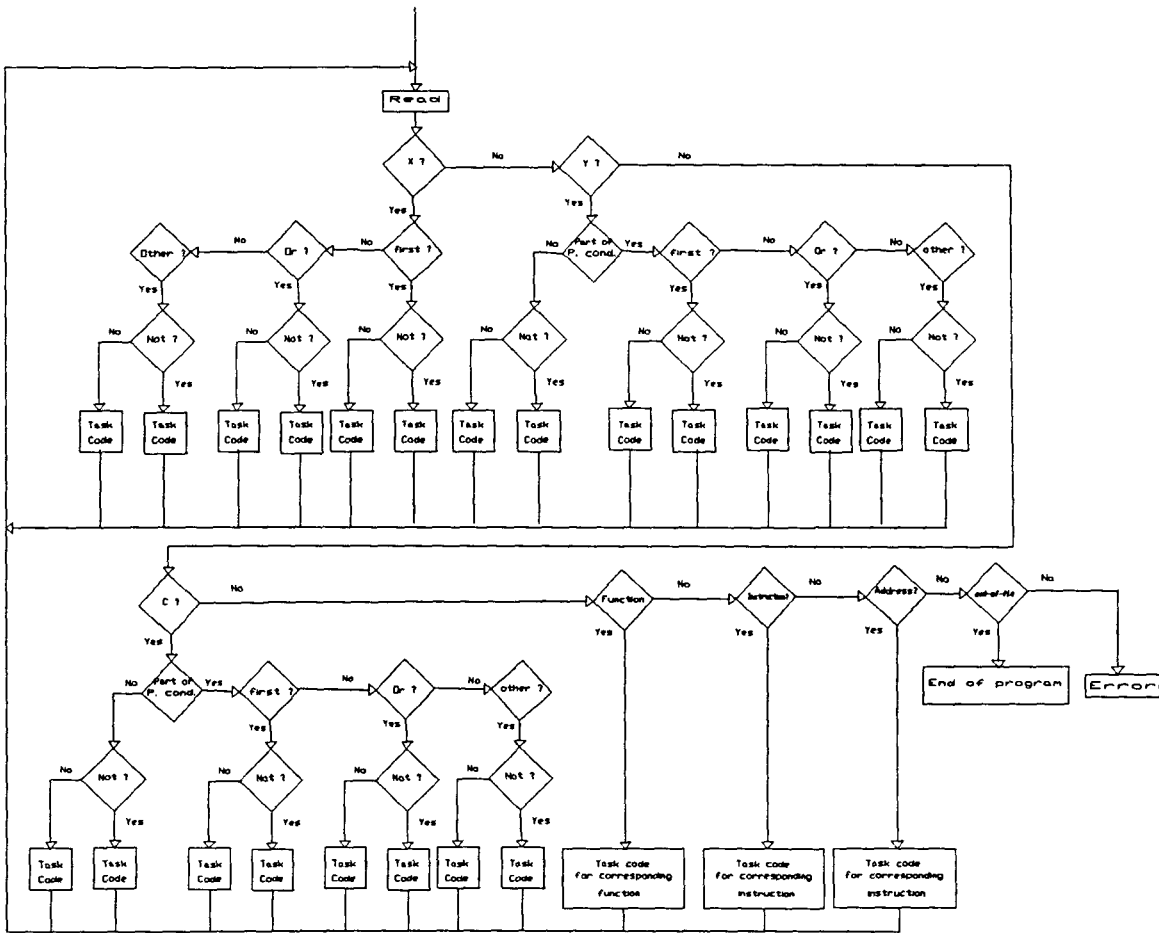 Read
X ?
No
Y ?
No
Yes
Yes
Other ?
No
Or ?
No
first ?
No
Part of
P. cond.
Yes
first ?
No
Or ?
No
other ?
Yes
Yes
Yes
Yes
Yes
Yes
No
Not ?
No
Not ?
No
Not ?
No
Not ?
No
Not ?
No
Not ?
No
Not ?
Yes
Yes
Yes
Yes
Yes
Yes
Yes
Task
Code
Task
Code
Task
Code
Task
Code
Task
Code
Task
Code
Task
Code
Task
Code
Task
Code
Task
Code
Task
Code
Task
Code
Task
Code
Task
Code
C ?
No
Function
No
Instruction?
No
Address?
No
end-of-file
No
Yes
Yes
Yes
Yes
Yes
No
Part of
P. cond.
Yes
first ?
No
Or ?
No
other ?
End of program
Error
Yes
Yes
Yes
No
Not ?
No
Not ?
No
Not ?
No
Not ?
Yes
Yes
Yes
Yes
Task
Code
Task
Code
Task
Code
Task
Code
Task
Code
Task
Code
Task
Code
Task
Code
Task code
for corresponding
function
Task code
for corresponding
instruction
Task code
for corresponding
instruction